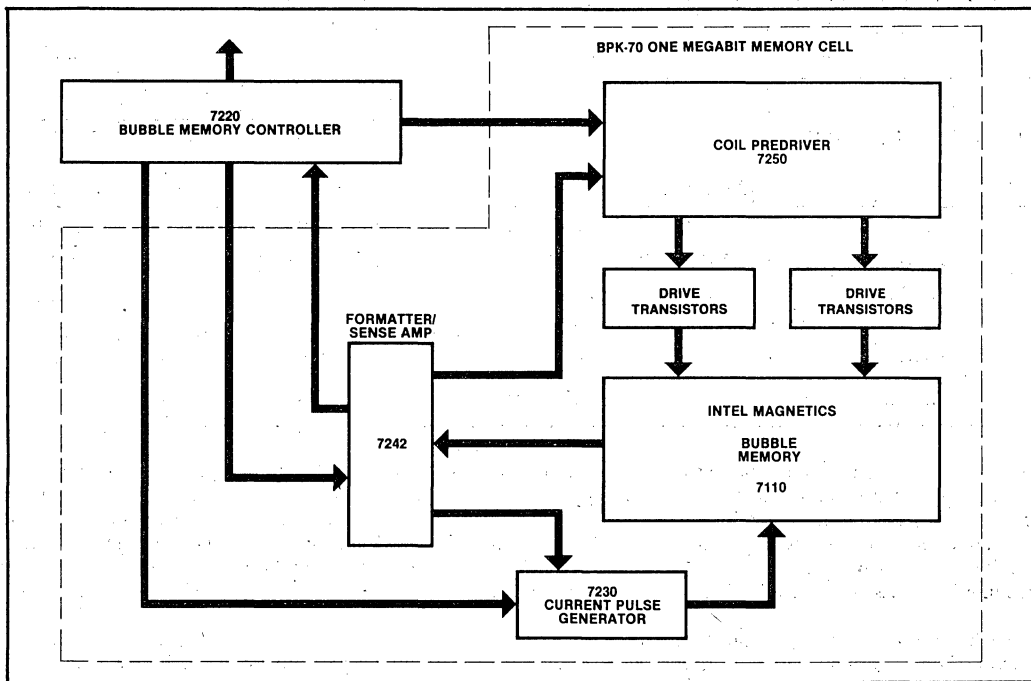 BPK-70 ONE MEGABIT MEMORY CELL
7220
BUBBLE MEMORY CONTROLLER
COIL PREDRIVER
7250
DRIVE
TRANSISTORS
DRIVE
TRANSISTORS
FORMATTER/
SENSE AMP
7242
INTEL MAGNETICS
BUBBLE
MEMORY
7110
7230
CURRENT PULSE
GENERATOR